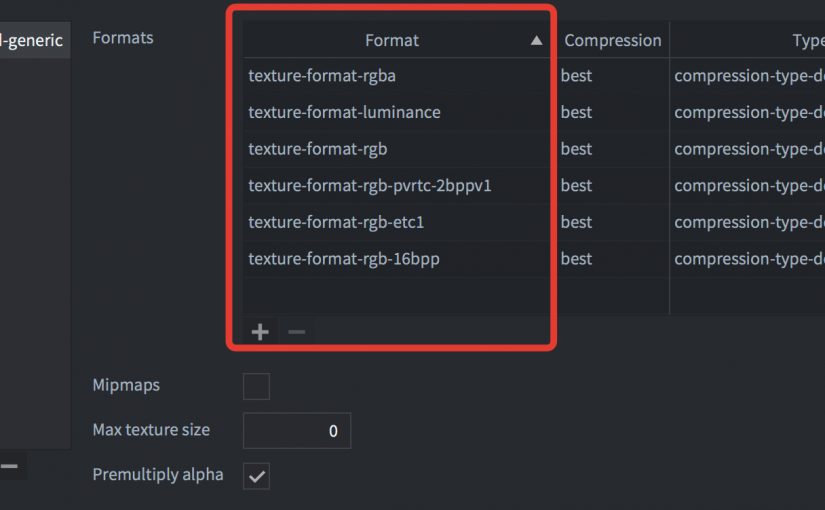 l-generic
Formats
Format ▲ Compression Type
texture-format-rgba best compression-type-de
texture-format-luminance best compression-type-de
texture-format-rgb best compression-type-de
texture-format-rgb-pvrtc-2bppv1 best compression-type-de
texture-format-rgb-etc1 best compression-type-de
texture-format-rgb-16bpp best compression-type-de
Mipmaps
Max texture size 0
Premultiply alpha